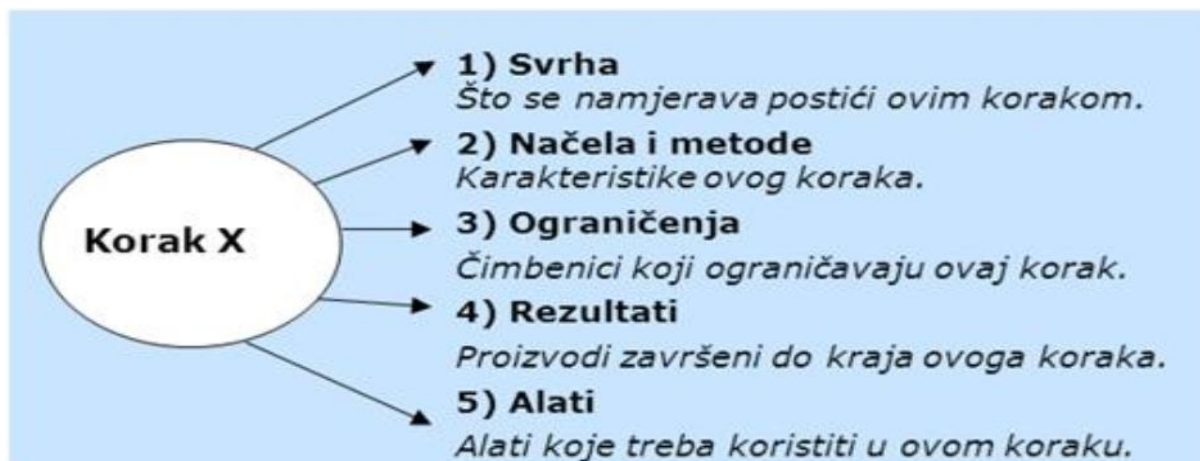 Korak X
1) Svrha
Što se namjerava postići ovim korakom.
2) Načela i metode
Karakteristike ovog koraka.
3) Ograničenja
Čimbenici koji ograničavaju ovaj korak.
4) Rezultati
Proizvodi završeni do kraja ovoga koraka.
5) Alati
Alati koje treba koristiti u ovom koraku.